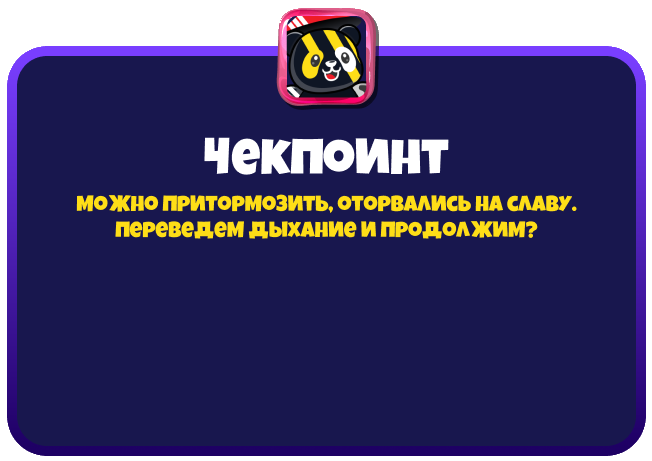 Чекпоинт
Можно притормозить, оторвались на славу.
Переведем дыхание и продолжим?